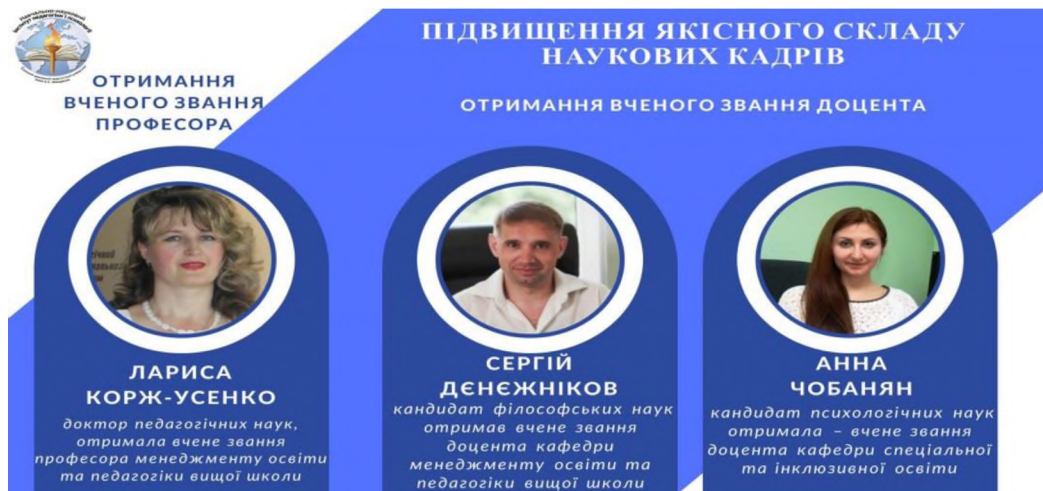 Навчально-науковий
ПІДВИЩЕННЯ ЯКІСНОГО СКЛАДУ
НАУКОВИХ КАДРІВ
ОТРИМАННЯ
ВЧЕНОГО ЗВАННЯ
ПРОФЕСОРА
ОТРИМАННЯ ВЧЕНОГО ЗВАННЯ ДОЦЕНТА
ЛАРИСА
КОРЖ-УСЕНКО
доктор педагогічних наук,
отримала вчене звання
професора менеджменту освіти
та педагогіки вищої школи
СЕРГІЙ
ДЄНЄЖНІКОВ
кандидат філософських наук
отримав вчене звання
доцента кафедри
менеджменту освіти та
педагогіки вищої школи
АННА
ЧОБАНЯН
кандидат психологічних наук
отримала – вчене звання
доцента кафедри спеціальної
та інклюзивної освіти